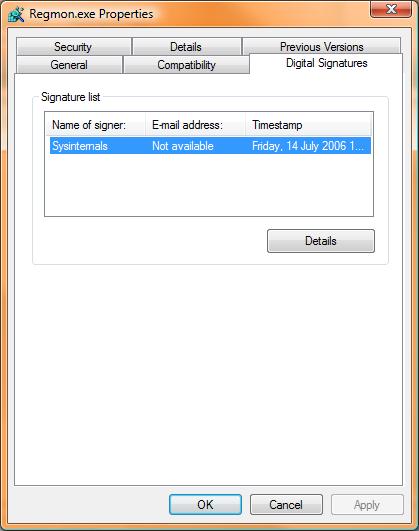 Regmon.exe Properties
Security Details Previous Versions
General Compatibility Digital Signatures
Signature list
Name of signer: E-mail address: Timestamp
Sysinternals Not available Friday, 14 July 2006 1...
Details
OK Cancel Apply